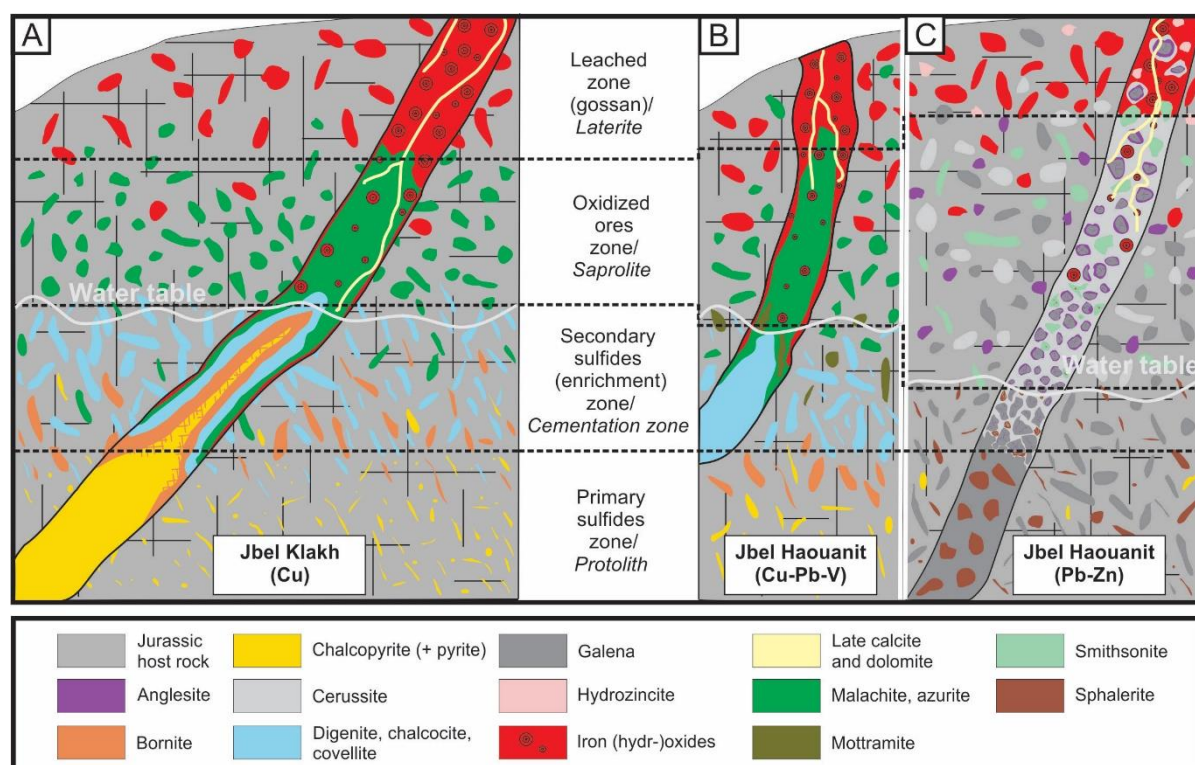 A
B
C
Leached
zone
(gossan)/
Laterite
Oxidized
ores
zone/
Saprolite
Water table
Secondary
sulfides
(enrichment)
zone/
Cementation zone
Water table
Primary
sulfides
zone/
Protolith
Jbel Klakh
(Cu)
Jbel Haouanit
(Cu-Pb-V)
Jbel Haouanit
(Pb-Zn)
Jurassic
host rock
Chalcopyrite (+ pyrite)
Galena
Late calcite
and dolomite
Smithsonite
Anglesite
Cerussite
Hydrozincite
Malachite, azurite
Sphalerite
Bornite
Digenite, chalcocite,
covellite
Iron (hydr-)oxides
Mottramite